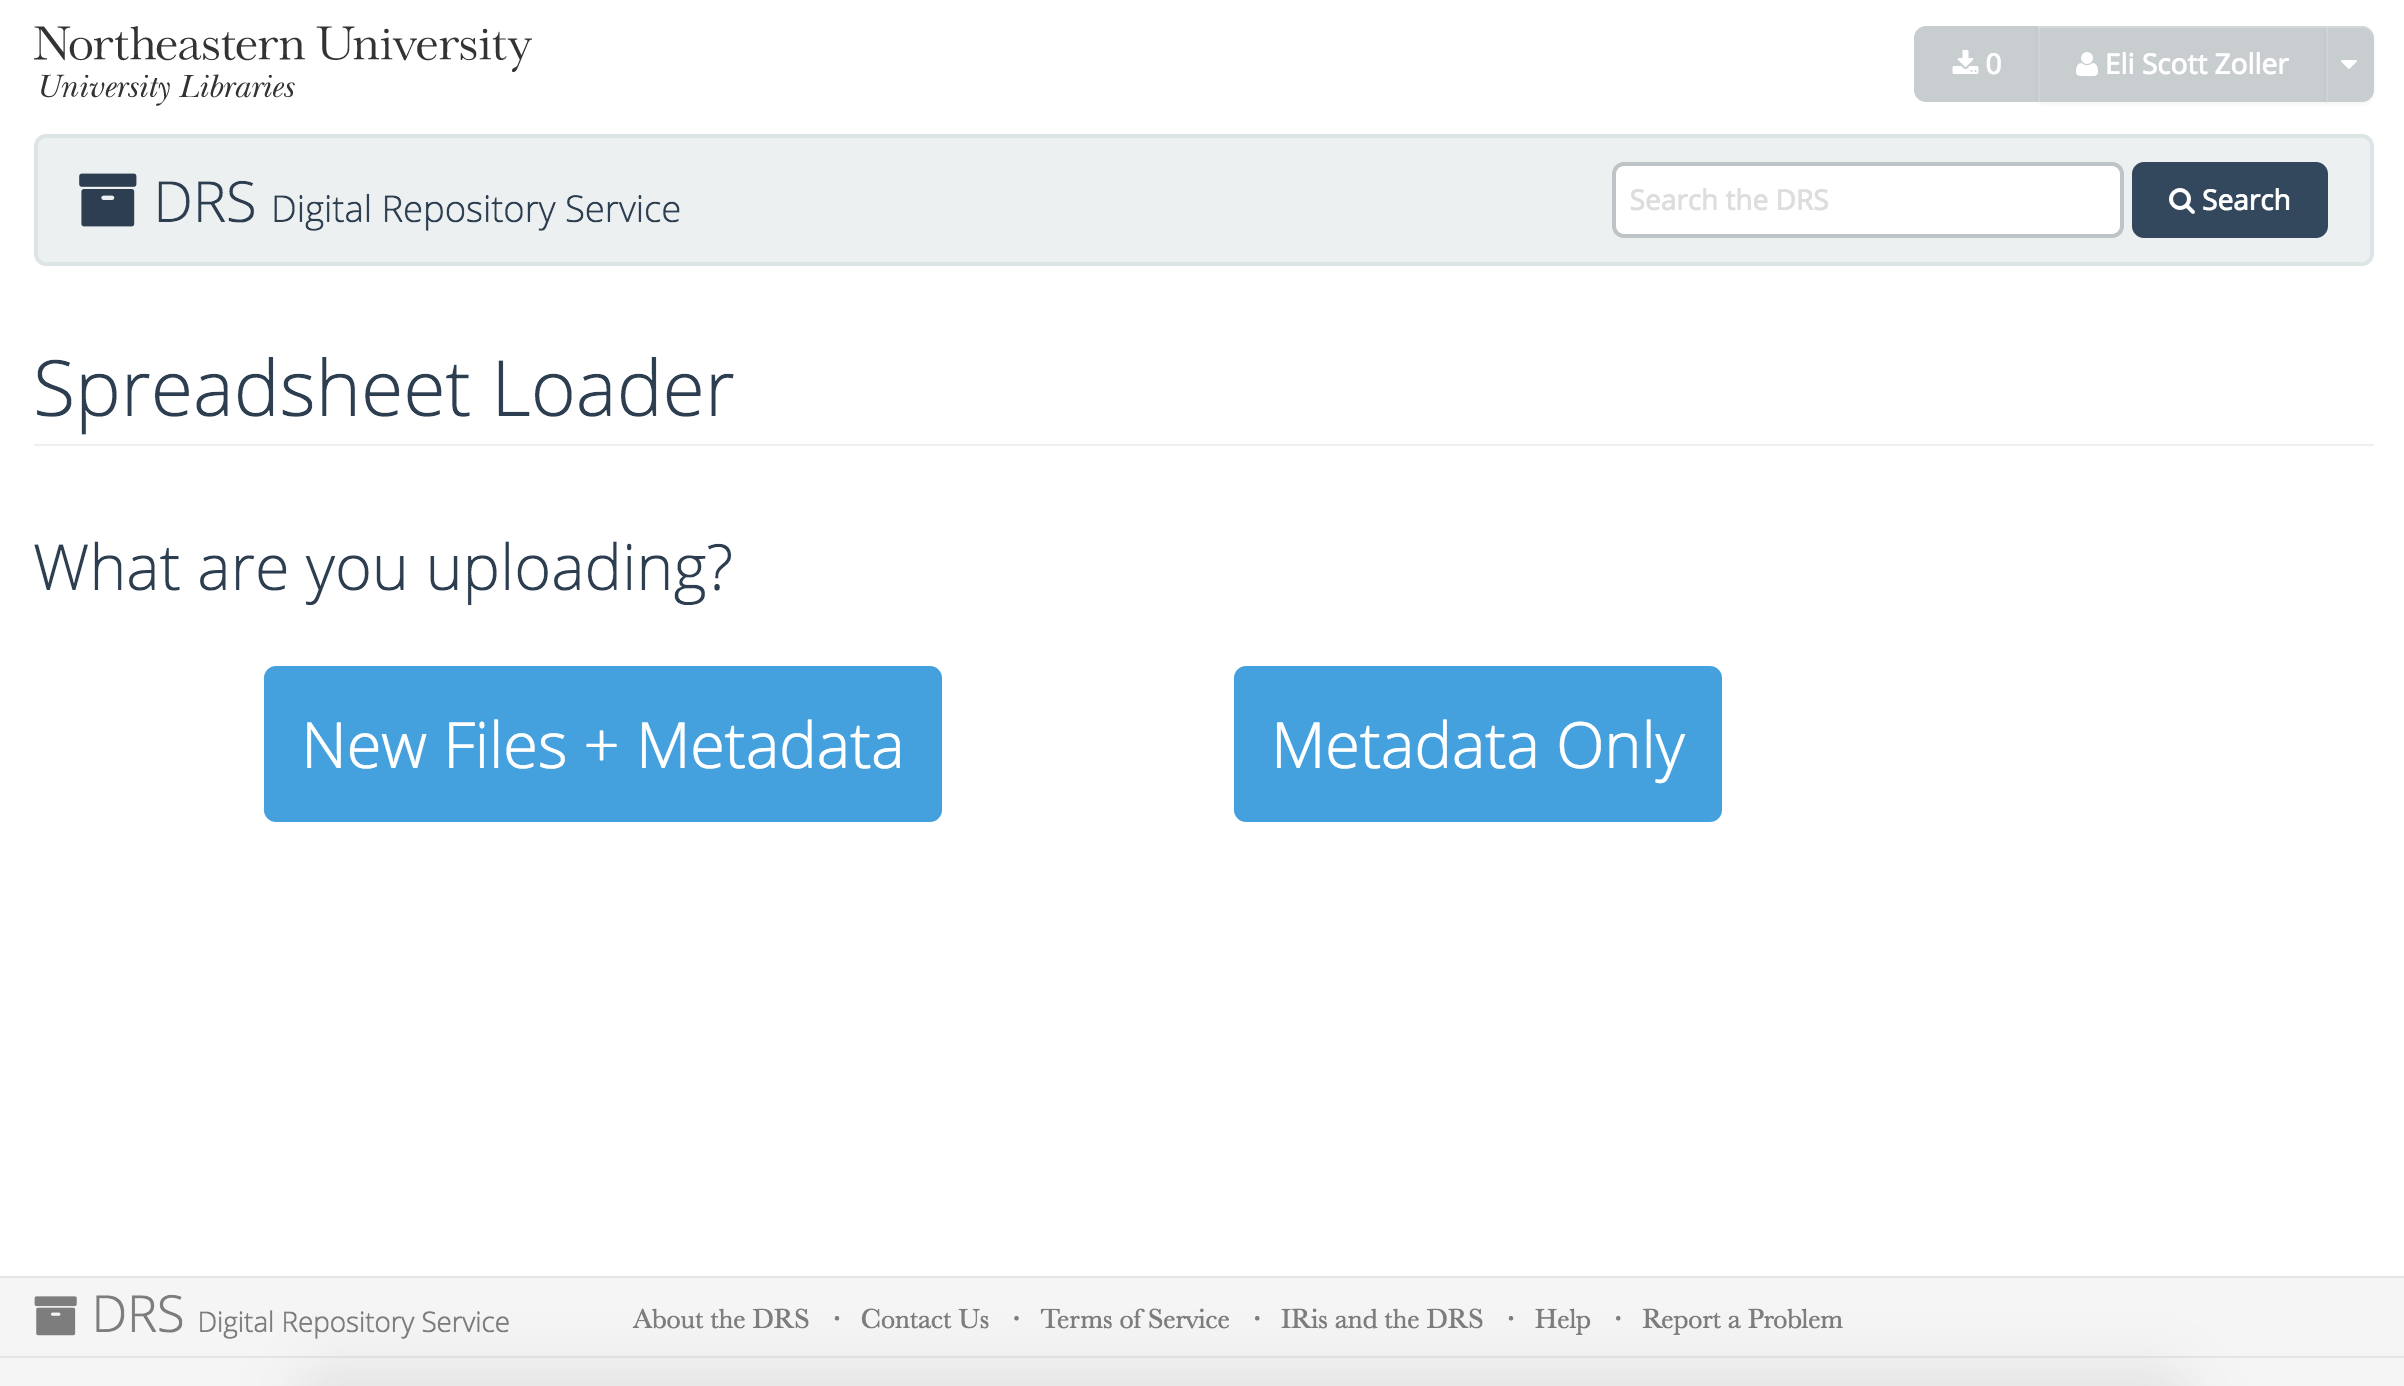 Northeastern University
University Libraries
0 Eli Scott Zoller
DRS Digital Repository Service
Search the DRS
Search
Spreadsheet Loader
What are you uploading?
New Files + Metadata
Metadata Only
DRS Digital Repository Service
About the DRS · Contact Us · Terms of Service · IRis and the DRS · Help · Report a Problem